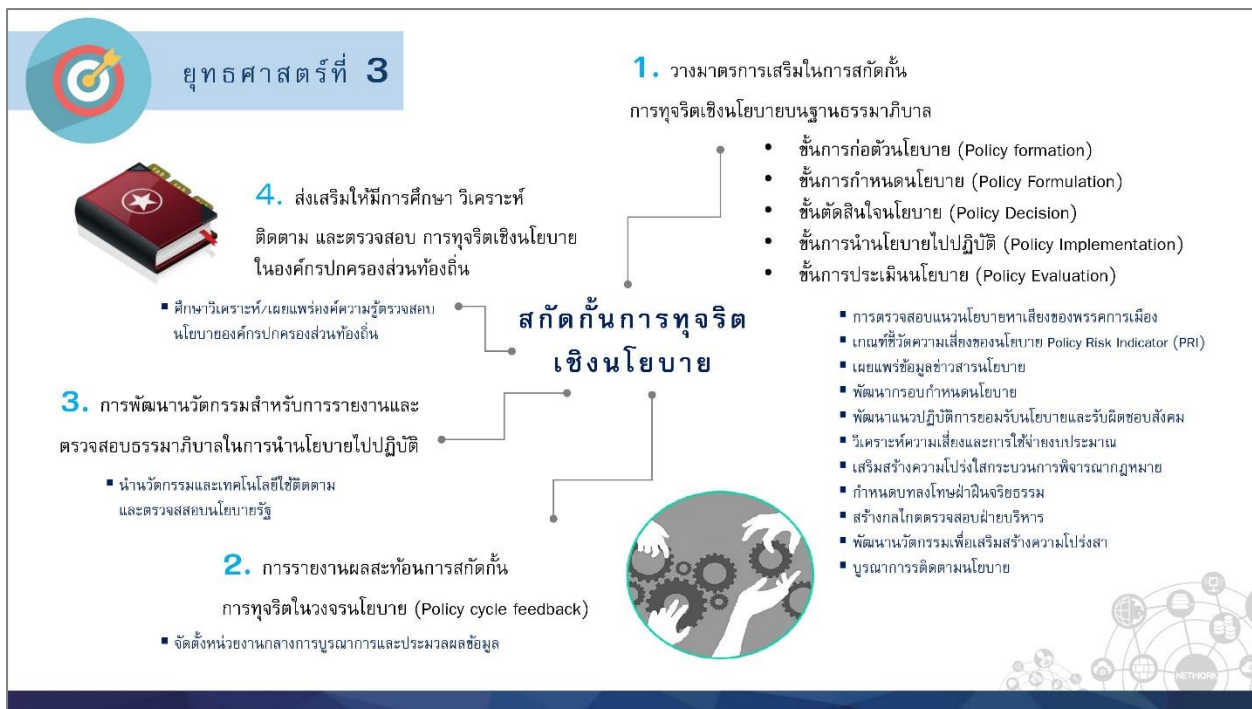 ยุทธศาสตร์ที่ 3
1. วางมาตรการเสริมในการสกัดกั้น
การทุจริตเชิงนโยบายบนฐานธรรมาภิบาล
• ขั้นการก่อตัวนโยบาย (Policy formation)
• ขั้นการกำหนดนโยบาย (Policy Formulation)
• ขั้นตัดสินใจนโยบาย (Policy Decision)
• ขั้นการนำนโยบายไปปฏิบัติ (Policy Implementation)
• ขั้นการประเมินนโยบาย (Policy Evaluation)
▪ การตรวจสอบแนวนโยบายหาเสียงของพรรคการเมือง
▪ เกณฑ์ชี้วัดความเสี่ยงของนโยบาย Policy Risk Indicator (PRI)
▪ เผยแพร่ข้อมูลข่าวสารนโยบาย
▪ พัฒนากรอบกำหนดนโยบาย
▪ พัฒนาแนวปฏิบัติการยอมรับนโยบายและรับผิดชอบสังคม
▪ วิเคราะห์ความเสี่ยงและการใช้จ่ายงบประมาณ
▪ เสริมสร้างความโปร่งใสกระบวนการพิจารณากฎหมาย
▪ กำหนดบทลงโทษฝ่าฝืนจริยธรรม
▪ สร้างกลไกตรวจสอบฝ่ายบริหาร
▪ พัฒนานวัตกรรมเพื่อเสริมสร้างความโปร่งสา
▪ บูรณาการรติดตามนโยบาย
สกัดกั้นการทุจริต
เชิงนโยบาย
4. ส่งเสริมให้มีการศึกษา วิเคราะห์
ติดตาม และตรวจสอบ การทุจริตเชิงนโยบาย
ในองค์กรปกครองส่วนท้องถิ่น
▪ ศึกษาวิเคราะห์/เผยแพร่องค์ความรู้ตรวจสอบ
นโยบายองค์กรปกครองส่วนท้องถิ่น
3. การพัฒนานวัตกรรมสำหรับการรายงานและ
ตรวจสอบธรรมาภิบาลในการนำนโยบายไปปฏิบัติ
▪ นำนวัตกรรมและเทคโนโลยีใช้ติดตาม
และตรวจสสอบนโยบายรัฐ
2. การรายงานผลสะท้อนการสกัดกั้น
การทุจริตในวงจรนโยบาย (Policy cycle feedback)
▪ จัดตั้งหน่วยงานกลางการบูรณาการและประมวลผลข้อมูล
NETWORK